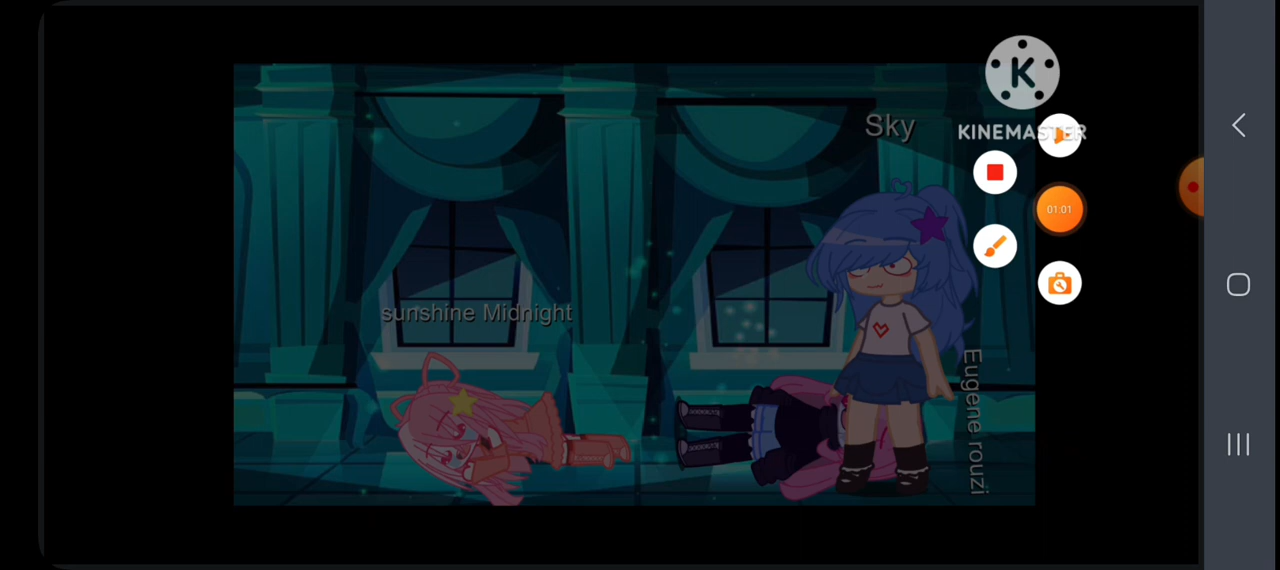 K
KINEMASTER
Sky
01:01
sunshine Midnight
Eugene rouzi